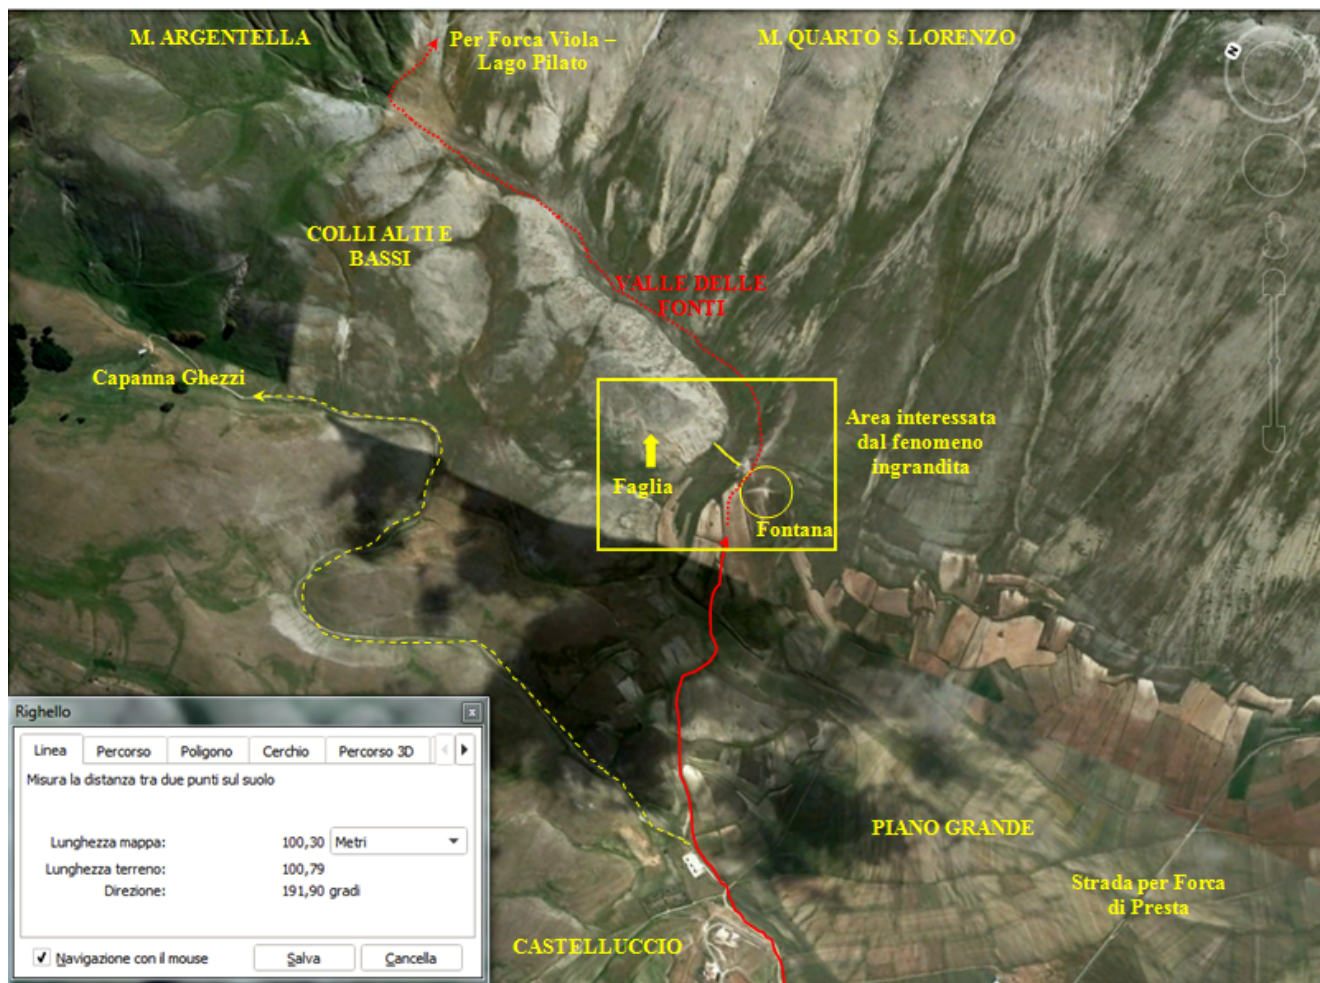 M. ARGENTELLA
Per Forca Viola –
Lago Pilato
M. QUARTO S. LORENZO
N
COLLI ALTI E
BASSI
VALLE DELLE
FONTI
Capanna Ghezzi
Area interessata
dal fenomeno
ingrandita
Faglia
Fontana
PIANO GRANDE
Strada per Forca
di Presta
CASTELLUCCIO
Righello
x
Linea
Percorso
Poligono
Cerchio
Percorso 3D
Misura la distanza tra due punti sul suolo
Lunghezza mappa: 100,30 Metri
Lunghezza terreno: 100,79
Direzione: 191,90 gradi
Navigazione con il mouse
Salva
Cancella